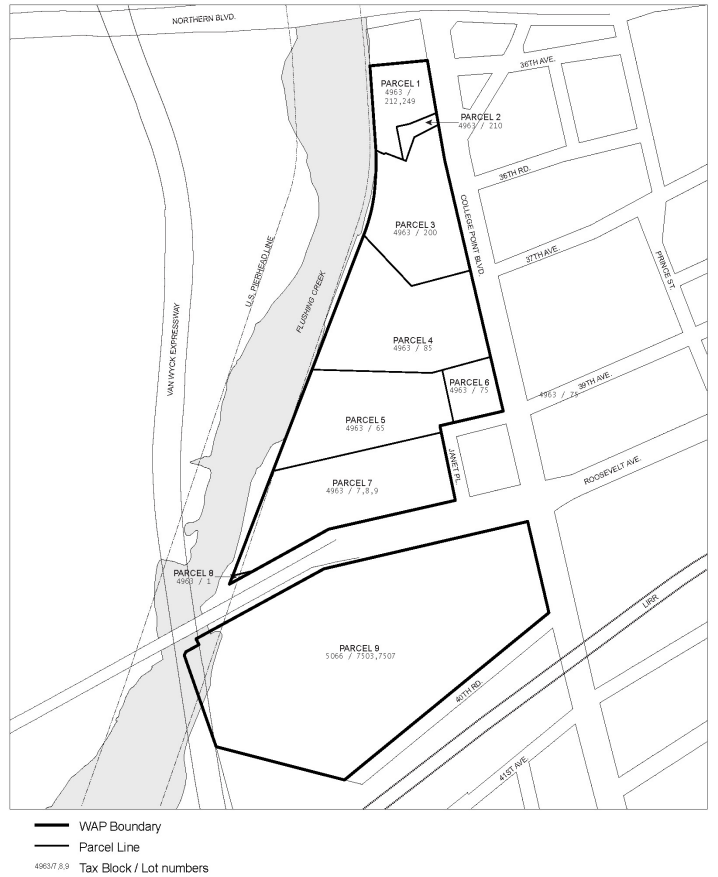 NORTHERN BLVD.
36TH AVE.
PARCEL 1
4963 /
212,249
PARCEL 2
4963 / 210
36TH RD.
COLLEGE POINT BLVD.
PARCEL 3
4963 / 200
37TH AVE.
PRINCE ST.
U.S. PIERHEAD LINE
FLUSHING CREEK
VAN WYCK EXPRESSWAY
PARCEL 4
4963 / 85
PARCEL 6
4963 / 75
39TH AVE.
4963 / 75
PARCEL 5
4963 / 65
JANET PL.
ROOSEVELT AVE.
PARCEL 7
4963 / 7,8,9
PARCEL 8
4963 / 1
LIRR
PARCEL 9
5066 / 7503,7507
40TH RD.
41ST AVE.
WAP Boundary
Parcel Line
4963/7,8,9 Tax Block / Lot numbers